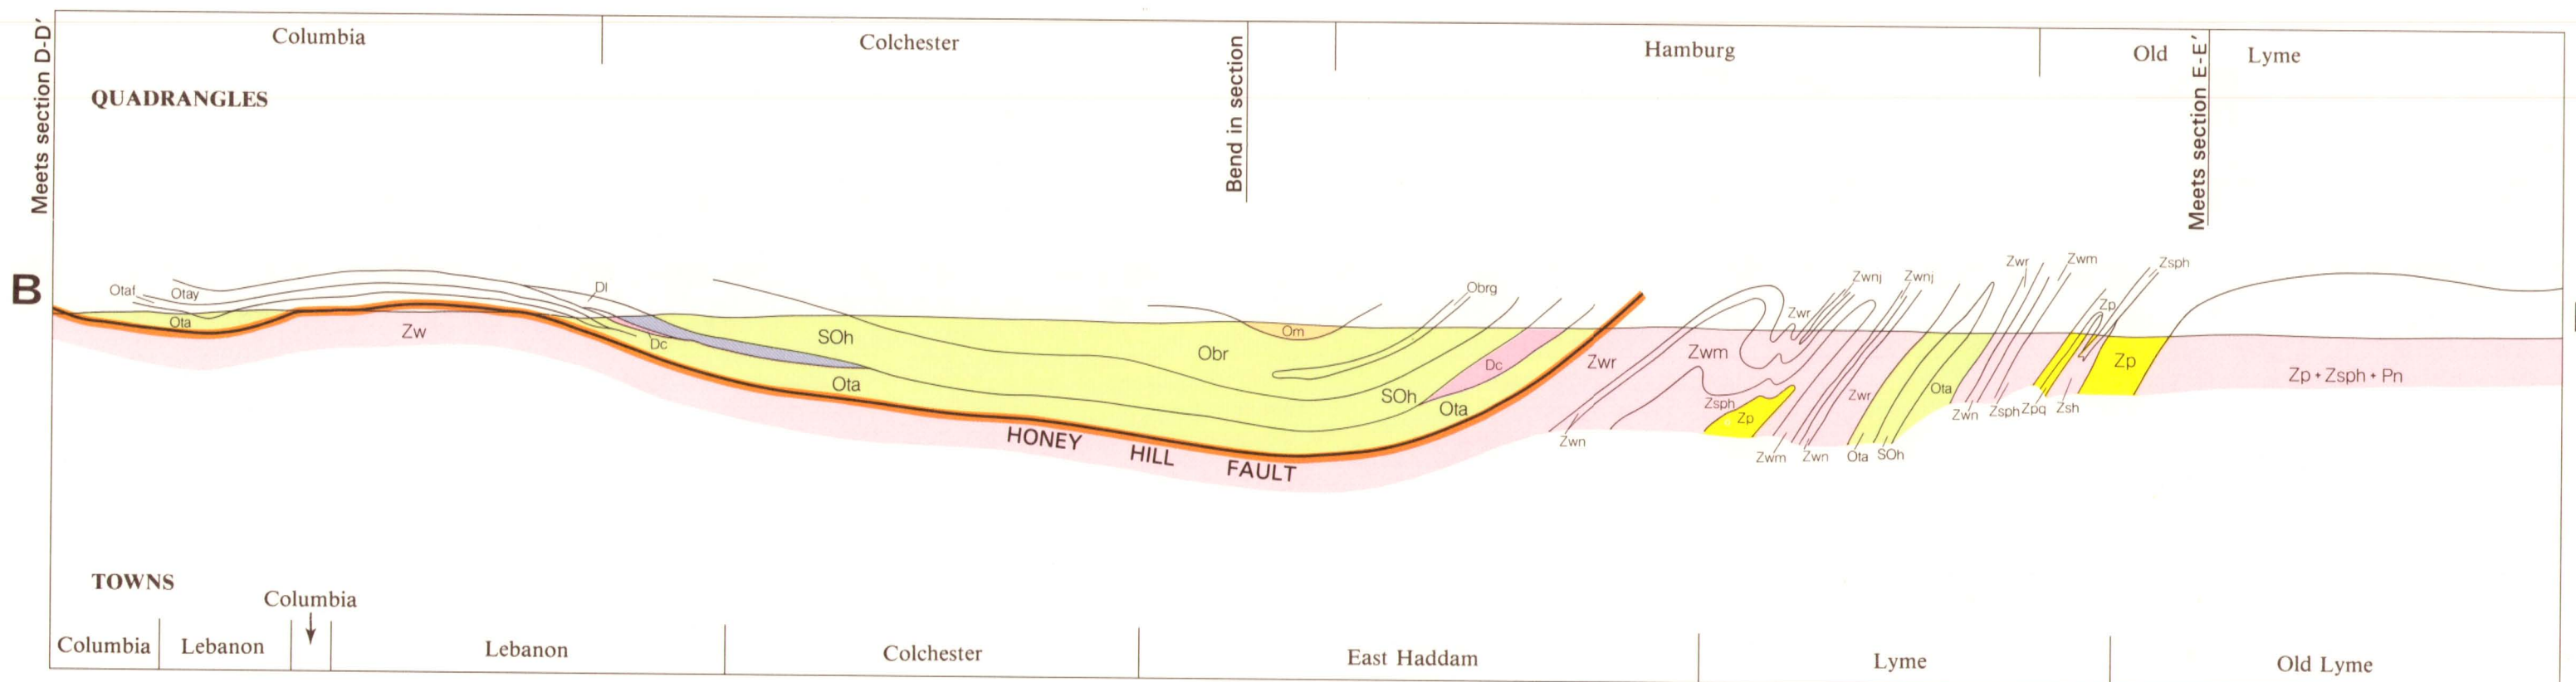 Columbia
Colchester
Hamburg
Old
Lyme
Meets section D-D′
QUADRANGLES
Bend in section
Meets section E-E′
B
Otaf
Otay
Ota
Zw
Dl
Dc
SOh
Ota
Obr
Om
Obrg
SOh
Dc
Ota
HONEY HILL FAULT
Zwr
Zwn
Zwm
Zsph
Zp
Zwr
Zwnj
Zwnj
Zwm
Zwn
Zwr
Ota
SOh
Ota
Zwr
Zwm
Zwn
Zsph
Zpq
Zsh
Zp
Zsph
Zp
Zp + Zsph + Pn
TOWNS
Columbia
Columbia
Lebanon
Lebanon
Colchester
East Haddam
Lyme
Old Lyme